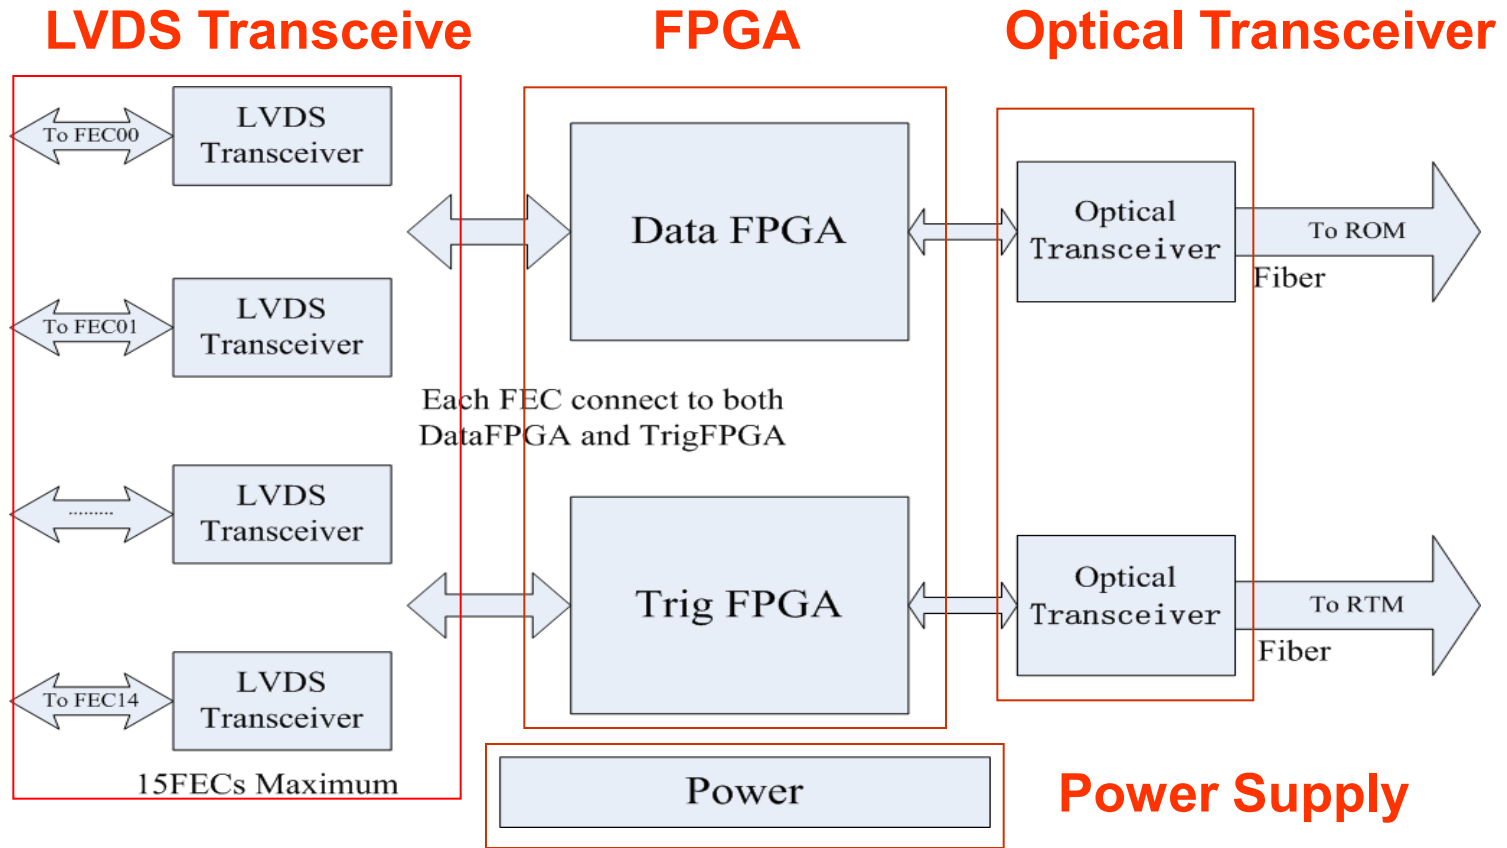 LVDS Transceive
FPGA
Optical Transceiver
To FEC00
LVDS
Transceiver
To FEC01
LVDS
Transceiver
.........
LVDS
Transceiver
To FEC14
LVDS
Transceiver
15FECs Maximum
Each FEC connect to both
DataFPGA and TrigFPGA
Data FPGA
Trig FPGA
Optical
Transceiver
To ROM
Fiber
Optical
Transceiver
To RTM
Fiber
Power
Power Supply